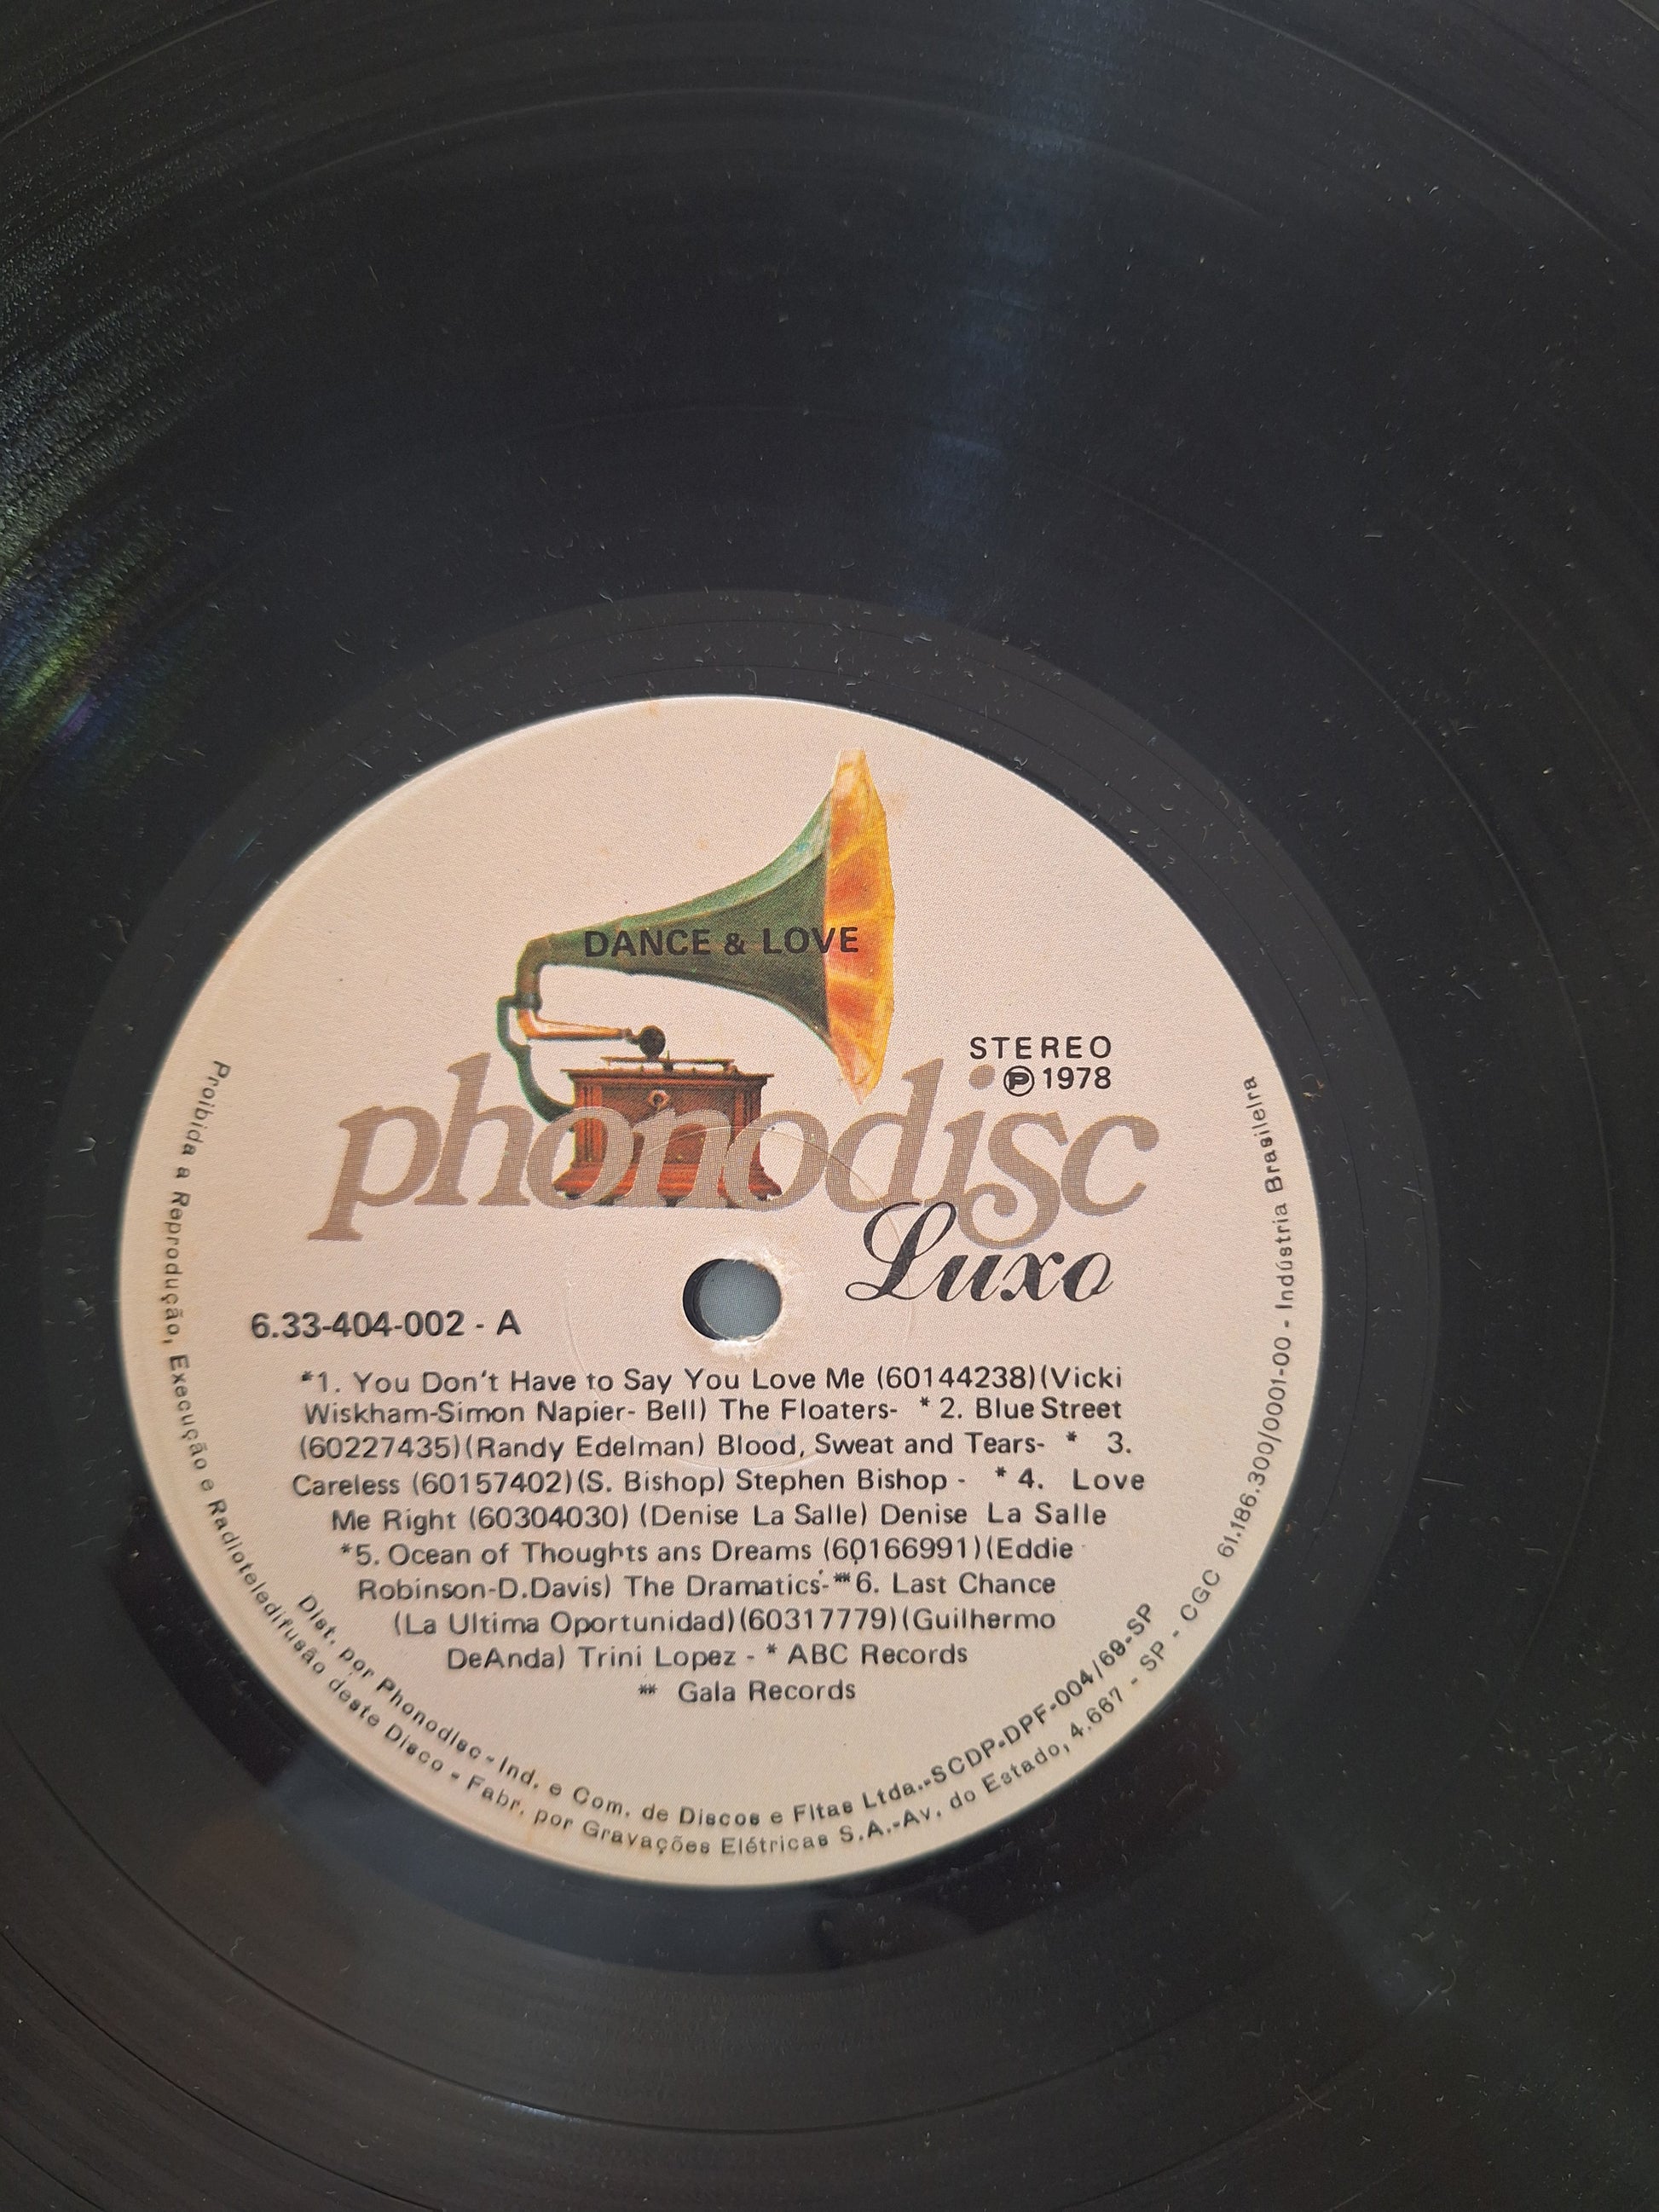 DANCE & LOVE
STEREO
Ⓟ 1978
phonodisc
Luxo
6.33-404-002 - A
*1. You Don't Have to Say You Love Me (60144238)(Vicki
Wiskham-Simon Napier- Bell) The Floaters- * 2. Blue Street
(60227435)(Randy Edelman) Blood, Sweat and Tears- * 3.
Careless (60157402)(S. Bishop) Stephen Bishop - * 4. Love
Me Right (60304030) (Denise La Salle) Denise La Salle
*5. Ocean of Thoughts ans Dreams (60166991)(Eddie
Robinson-D.Davis) The Dramatics-**6. Last Chance
(La Ultima Oportunidad)(60317779)(Guilhermo
DeAnda) Trini Lopez - * ABC Records
** Gala Records
Dist. por Phonodisc-Ind. e Com. de Discos e Fitas Ltda.-SCDP-DPF-004/69-SP
Proibida a Reprodução, Execução e Radioteledifusão deste Disco - Fabr. por Gravações Elétricas S.A.-Av. do Estado, 4.667 - SP - CGC 61.186.300/0001-00 - Indústria Brasileira